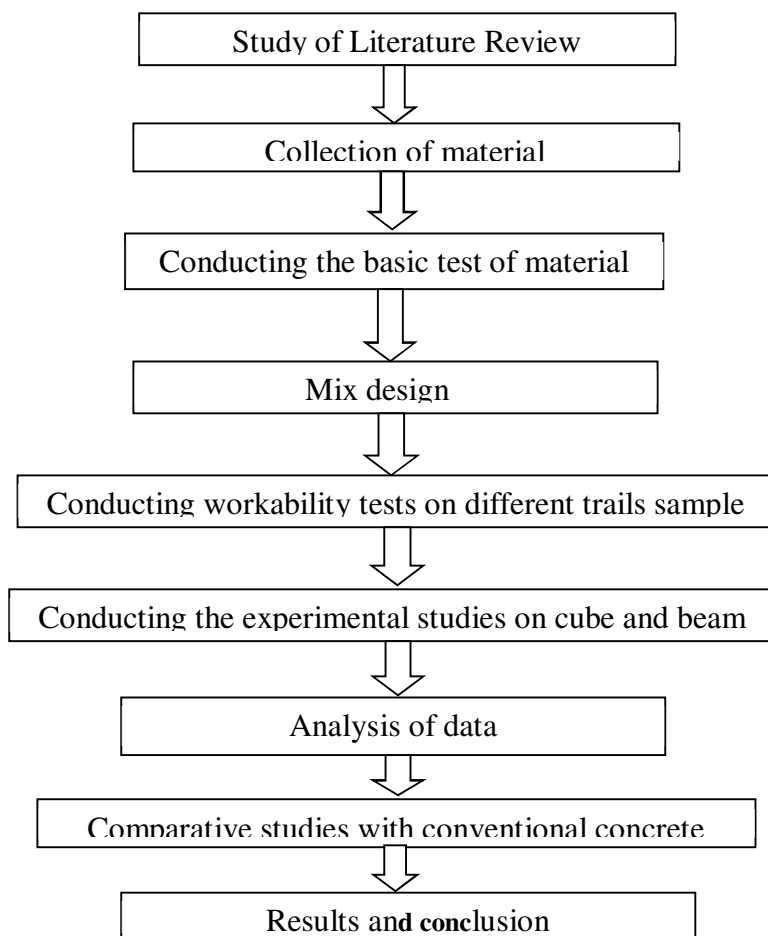 Study of Literature Review
Collection of material
Conducting the basic test of material
Mix design
Conducting workability tests on different trails sample
Conducting the experimental studies on cube and beam
Analysis of data
Comparative studies with conventional concrete
Results and conclusion